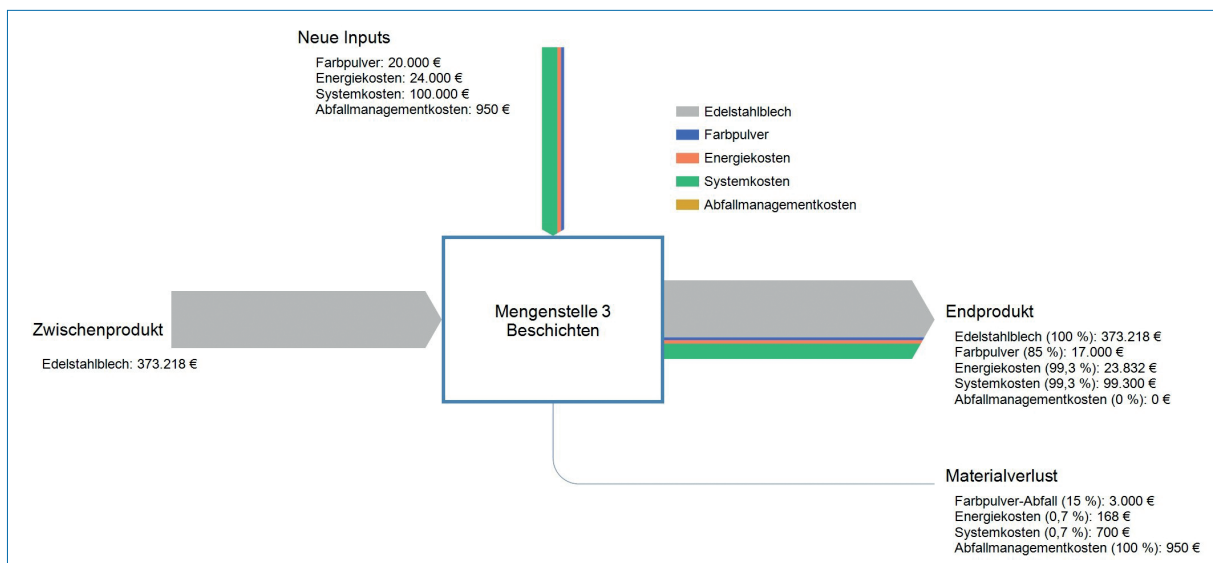 Neue Inputs
Farbpulver: 20.000 €
Energiekosten: 24.000 €
Systemkosten: 100.000 €
Abfallmanagementkosten: 950 €
Edelstahlblech
Farbpulver
Energiekosten
Systemkosten
Abfallmanagementkosten
Zwischenprodukt
Edelstahlblech: 373.218 €
Mengenstelle 3
Beschichten
Endprodukt
Edelstahlblech (100 %): 373.218 €
Farbpulver (85 %): 17.000 €
Energiekosten (99,3 %): 23.832 €
Systemkosten (99,3 %): 99.300 €
Abfallmanagementkosten (0 %): 0 €
Materialverlust
Farbpulver-Abfall (15 %): 3.000 €
Energiekosten (0,7 %): 168 €
Systemkosten (0,7 %): 700 €
Abfallmanagementkosten (100 %): 950 €